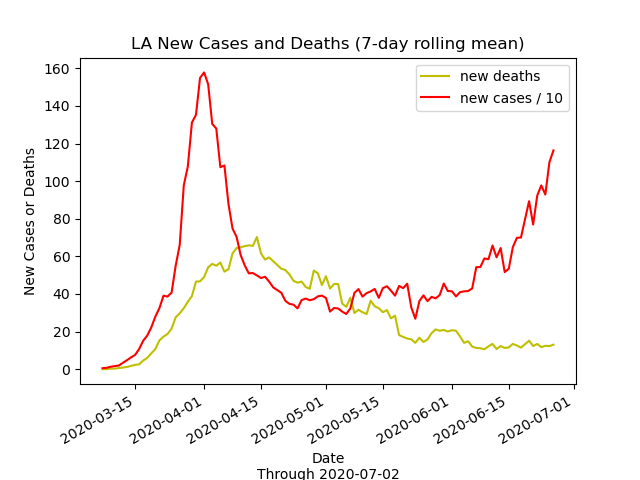 LA New Cases and Deaths (7-day rolling mean)
new deaths
new cases / 10
160
140
120
100
80
60
40
20
0
New Cases or Deaths
2020-03-15
2020-04-01
2020-04-15
2020-05-01
2020-05-15
2020-06-01
2020-06-15
2020-07-01
Date
Through 2020-07-02